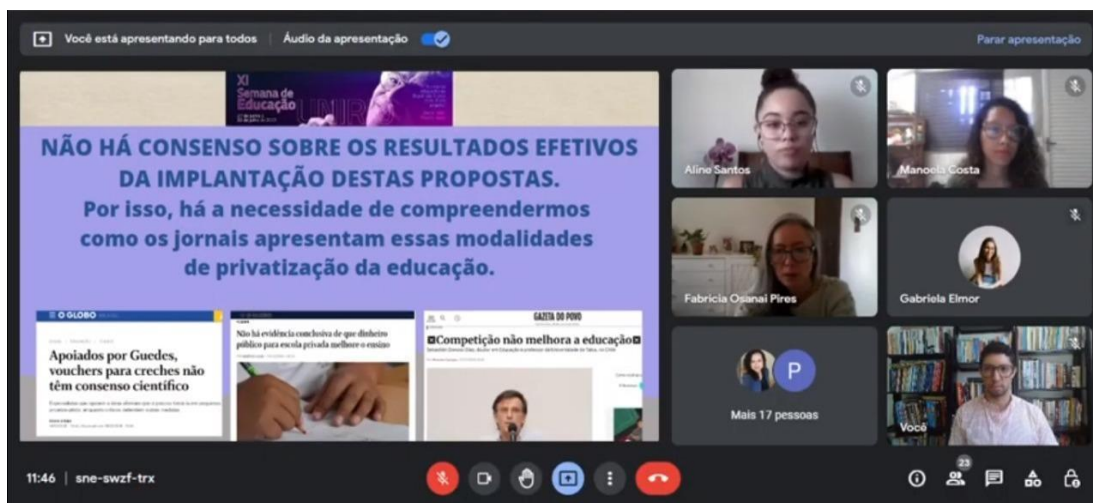 Você está apresentando para todos
Áudio da apresentação
Parar apresentação
XI
Semana de
Educação
UNIR
NÃO HÁ CONSENSO SOBRE OS RESULTADOS EFETIVOS
DA IMPLANTAÇÃO DESTAS PROPOSTAS.
Por isso, há a necessidade de compreendermos
como os jornais apresentam essas modalidades
de privatização da educação.
O GLOBO
Apoiados por Guedes,
vouchers para creches não
têm consenso científico
Não há evidência conclusiva de que dinheiro
público para escola privada melhore o ensino
GAZETA DO POVO
Competição não melhora a educação
Aline Santos
Manoela Costa
Fabricia Osanai Pires
Gabriela Elmor
P
Mais 17 pessoas
Você
11:46
sne-swzf-trx
23